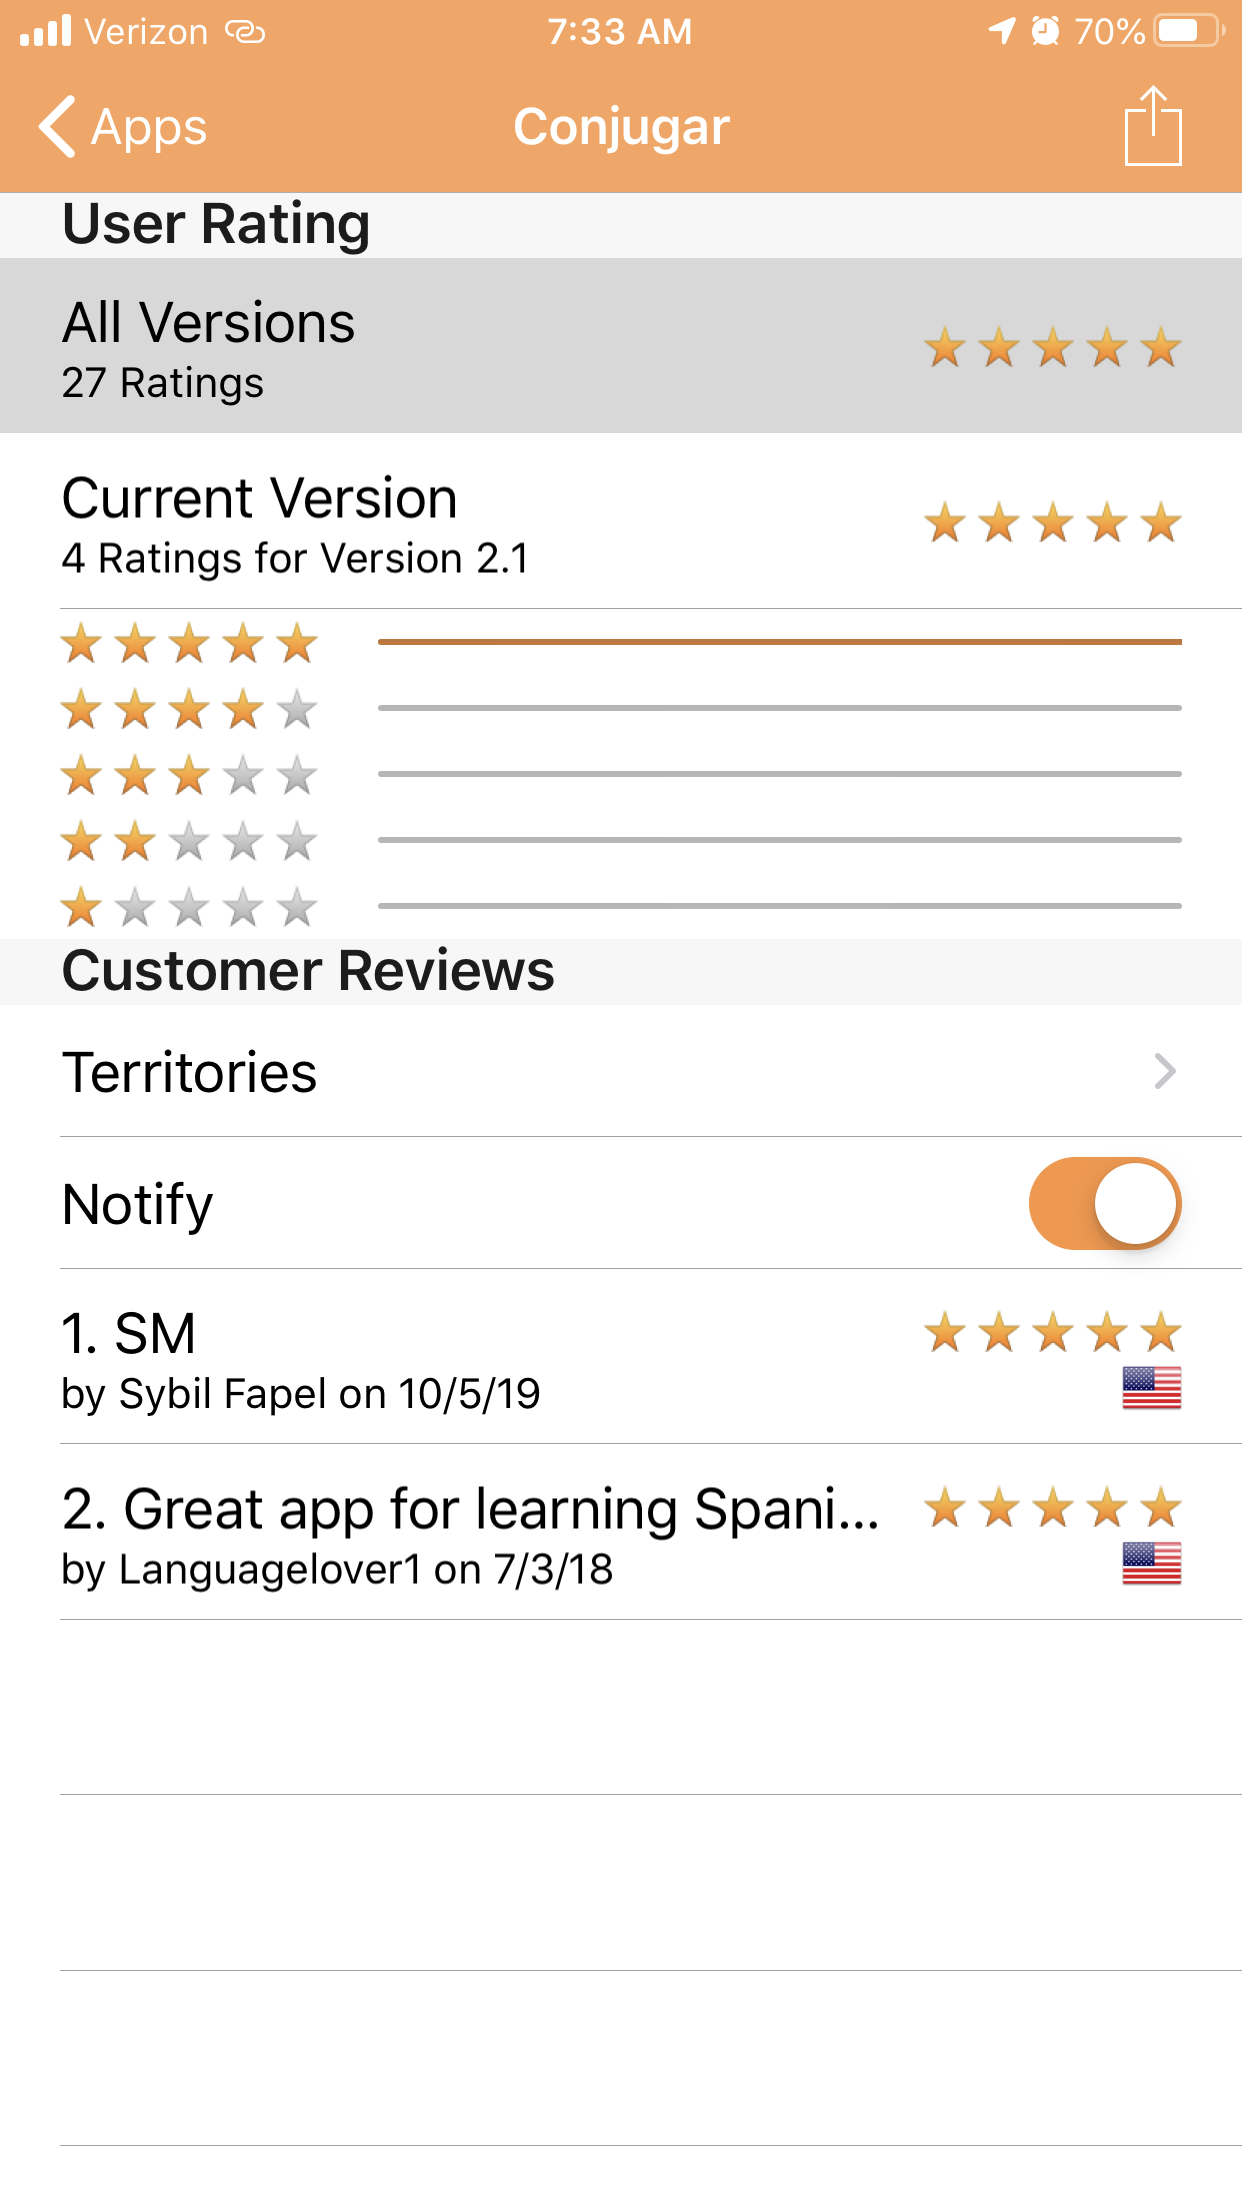 Verizon 7:33 AM 70%
Apps Conjugar
User Rating
All Versions
27 Ratings
Current Version
4 Ratings for Version 2.1
Customer Reviews
Territories
Notify
1. SM
by Sybil Fapel on 10/5/19
2. Great app for learning Spani...
by Languagelover1 on 7/3/18